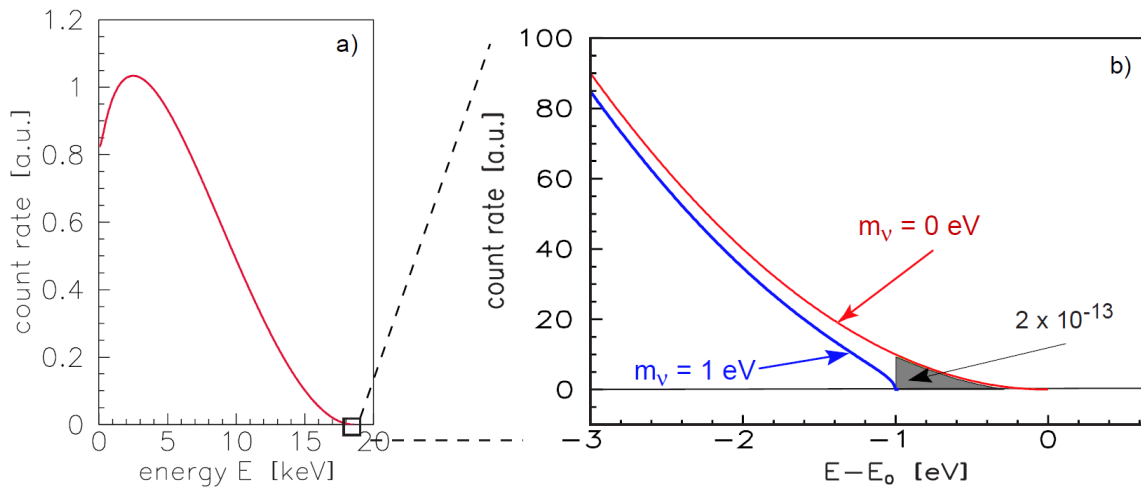 a)
1.2
1
0.8
0.6
0.4
0.2
0
count rate [a.u.]
0 5 10 15 20
energy E [keV]
b)
100
80
60
40
20
0
count rate [a.u.]
m_ν = 0 eV
2 x 10^-13
m_ν = 1 eV
−3 −2 −1 0
E−E₀ [eV]